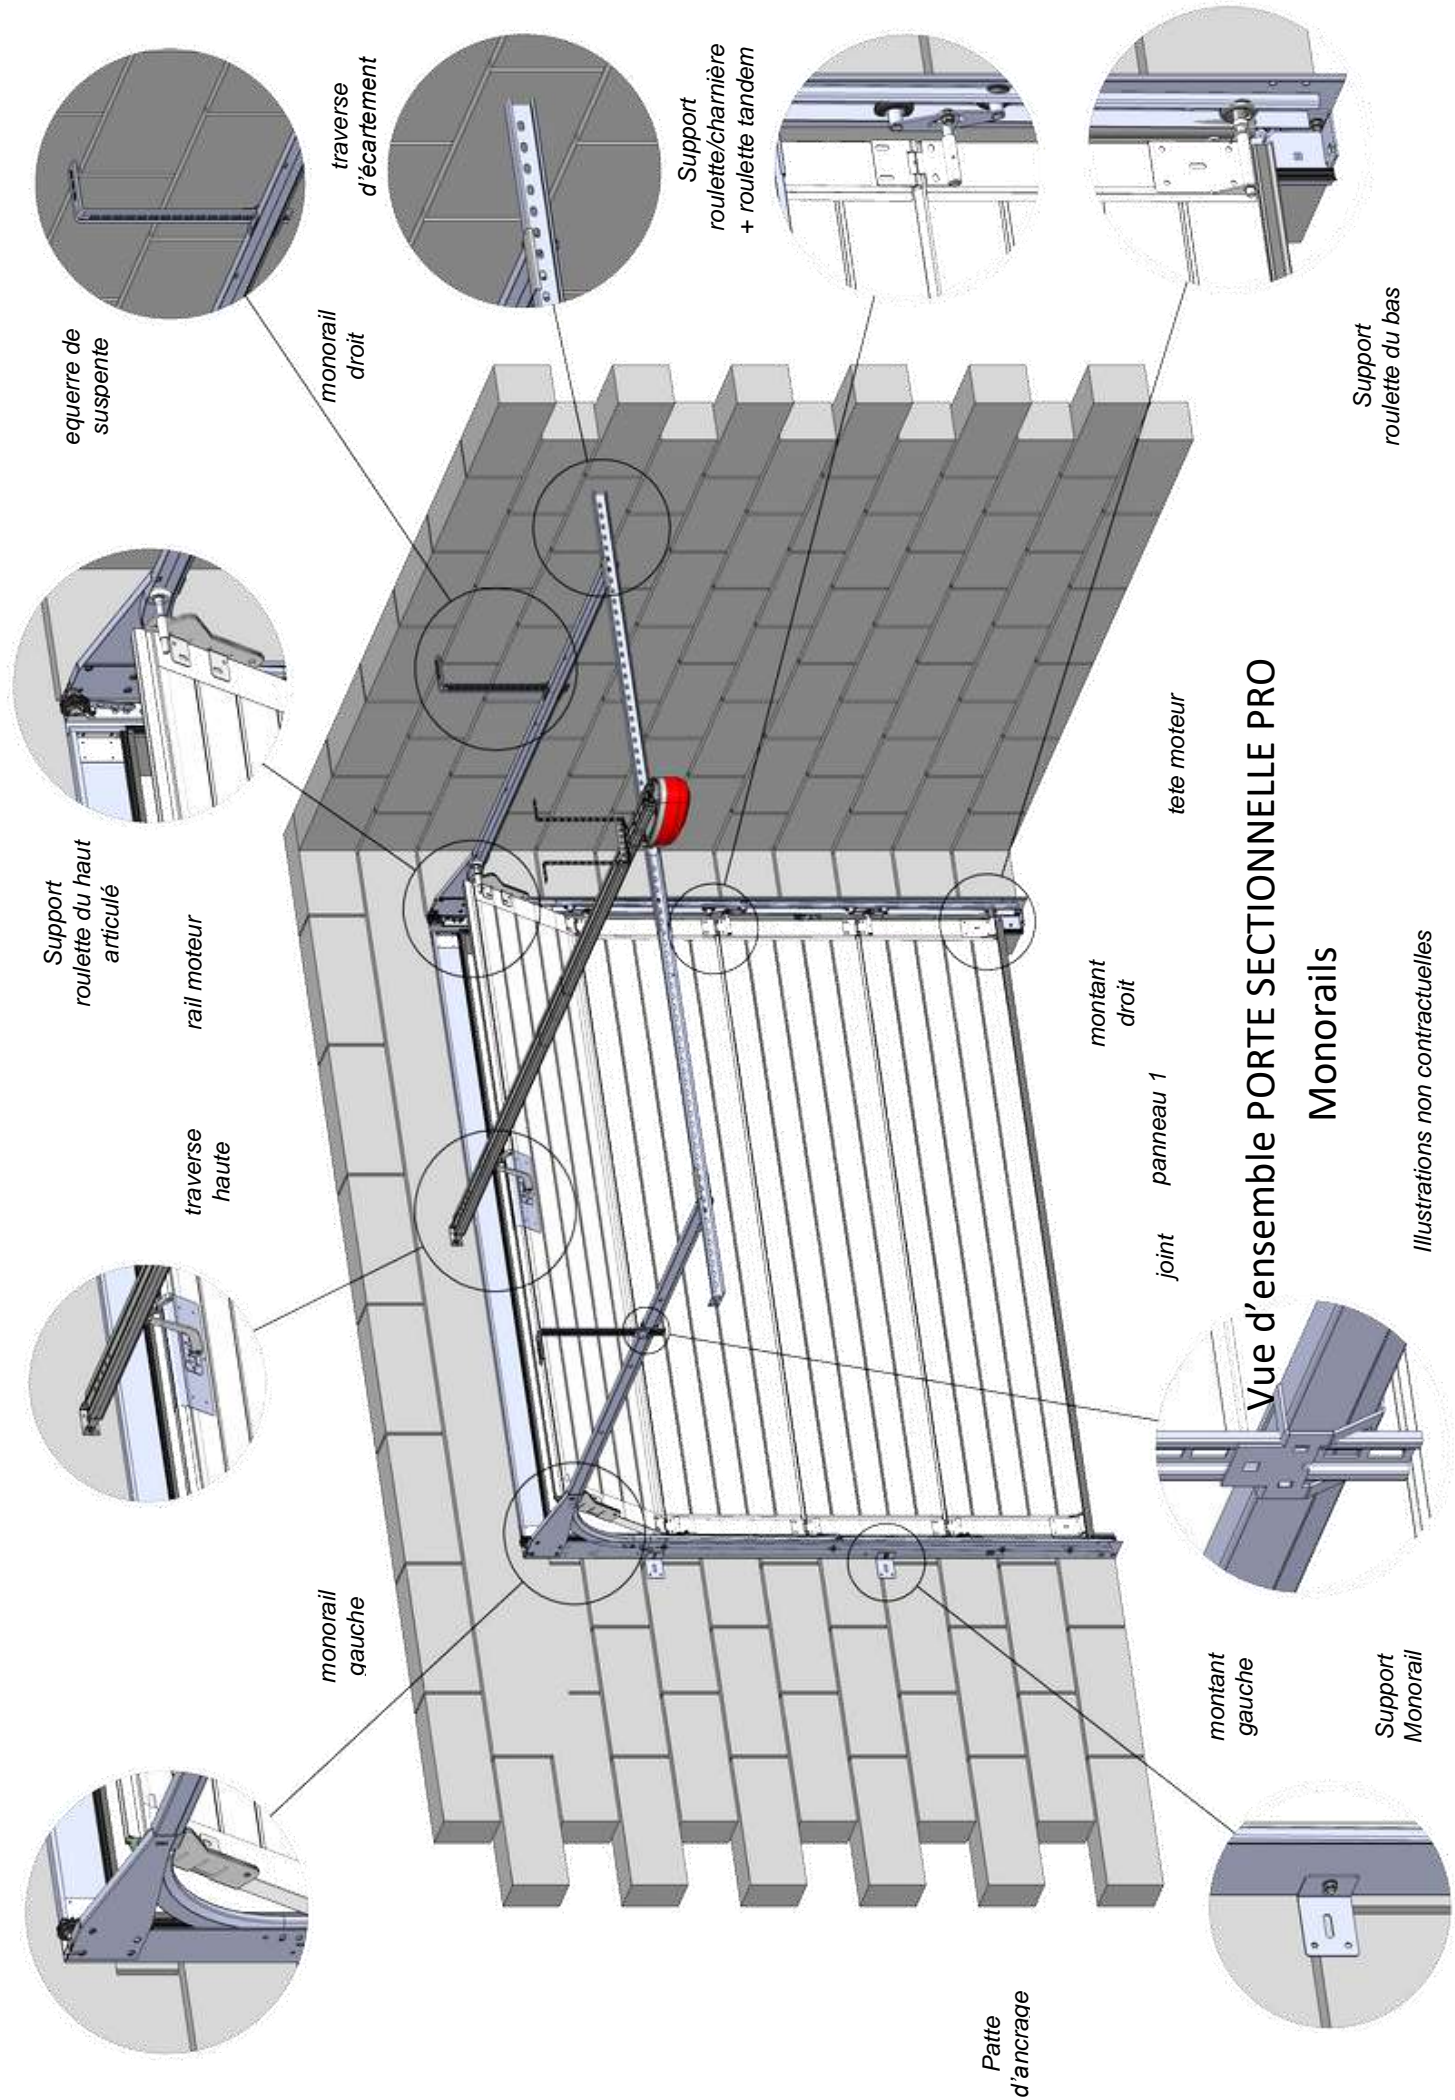 equerre de
suspente
monorail
droit
traverse
d'écartement
Support
roulette/charnière
+ roulette tandem
Support
roulette du haut
articulé
rail moteur
traverse
haute
monorail
gauche
Support
roulette du bas
tete moteur
montant
droit
panneau 1
joint
montant
gauche
Support
Monorail
Patte
d'ancrage
Vue d'ensemble PORTE SECTIONNELLE PRO
Monorails
Illustrations non contractuelles